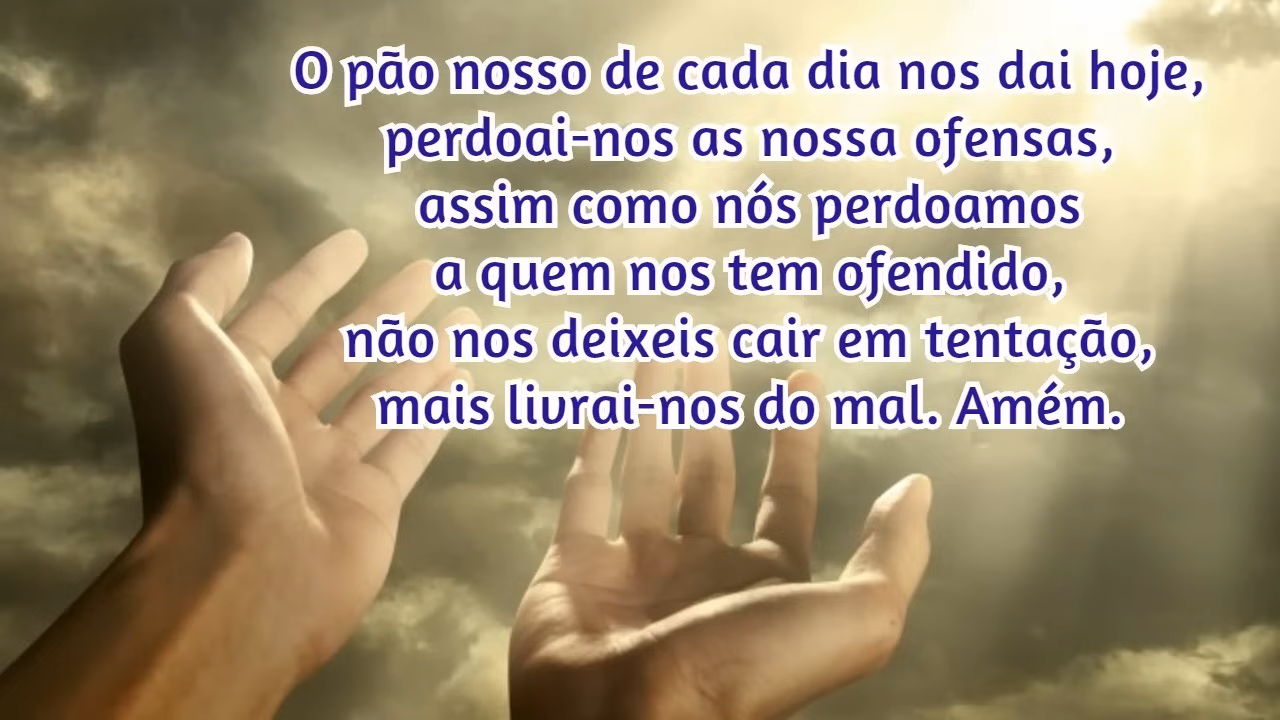 O pão nosso de cada dia nos dai hoje,
perdoai-nos as nossa ofensas,
assim como nós perdoamos
a quem nos tem ofendido,
não nos deixeis cair em tentação,
mais livrai-nos do mal. Amém.